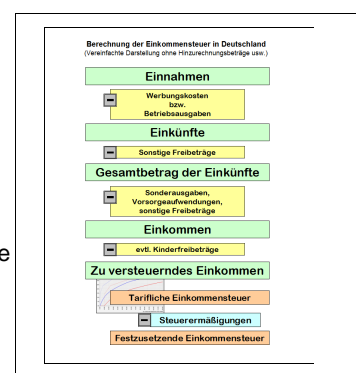 Berechnung der Einkommensteuer in Deutschland
(Vereinfachte Darstellung ohne Hinzurechnungsbeträge usw.)
Einnahmen
Werbungskosten
bzw.
Betriebsausgaben
Einkünfte
Sonstige Freibeträge
Gesamtbetrag der Einkünfte
Sonderausgaben,
Vorsorgeaufwendungen,
sonstige Freibeträge
Einkommen
evtl. Kinderfreibeträge
e
Zu versteuerndes Einkommen
Tarifliche Einkommensteuer
Steuerermäßigungen
Festzusetzende Einkommensteuer